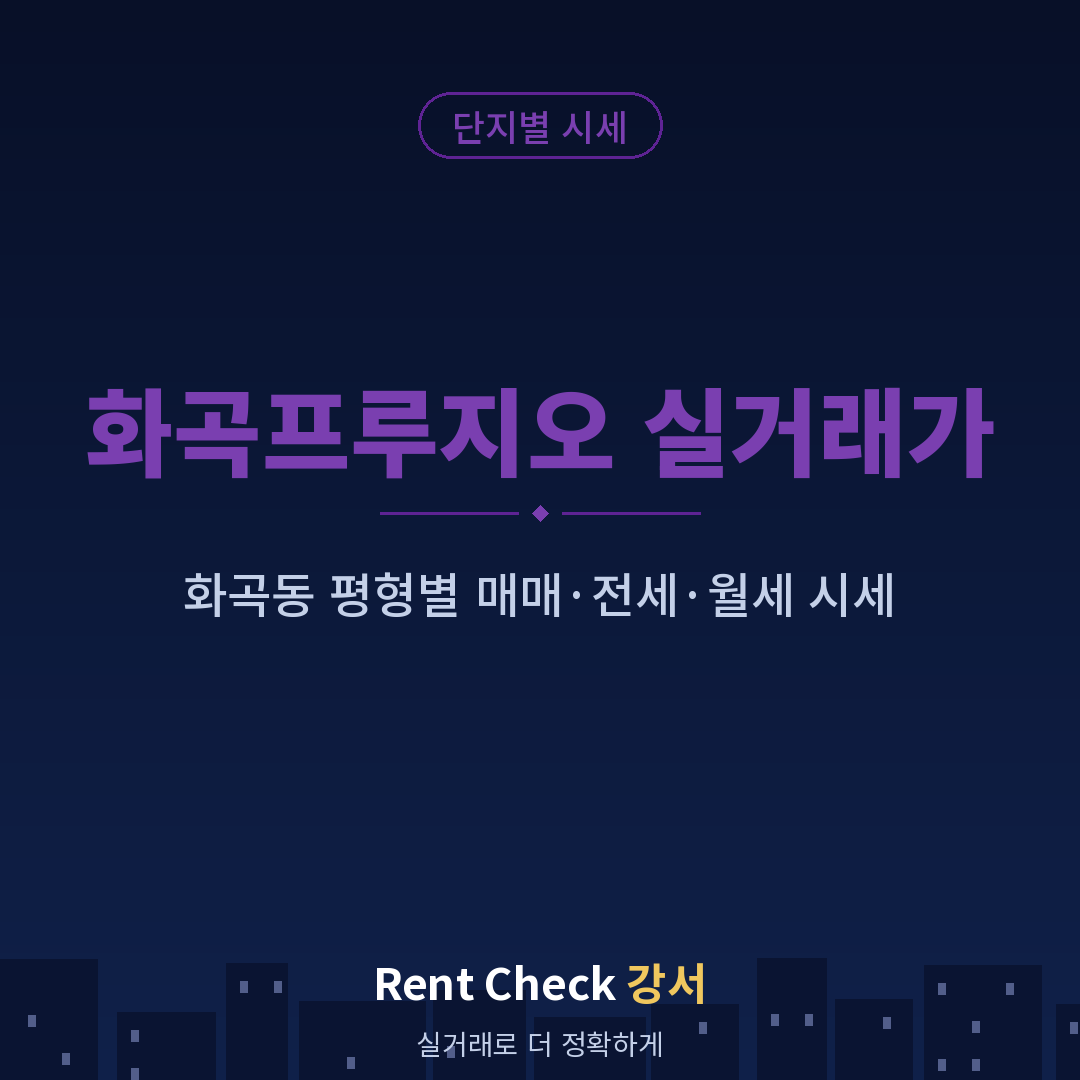 단지별 시세
화곡프루지오 실거래가
화곡동 평형별 매매·전세·월세 시세
Rent Check 강서
실거래로 더 정확하게